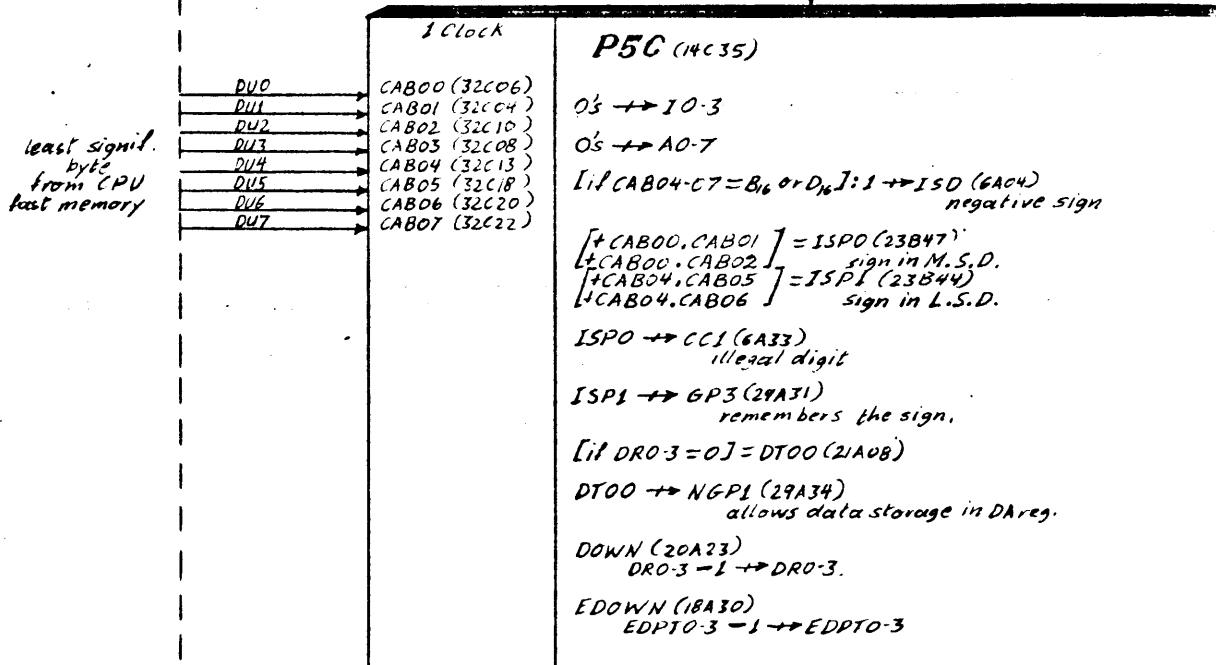 1 Clock
P5C (14C35)
DU0
DU1
DU2
DU3
DU4
DU5
DU6
DU7
least signif.
byte
from CPU
fast memory
CAB00 (32C06)
CAB01 (32C04)
CAB02 (32C10)
CAB03 (32C08)
CAB04 (32C13)
CAB05 (32C18)
CAB06 (32C20)
CAB07 (32C22)
O's ↛ I0-3
O's ↛ A0-7
[if CAB04-07 = B₁₆ or D₁₆]: 1 ↛ ISD (6A04)
negative sign
[+CAB00.CAB01 ] = ISP0 (23B47)
[+CAB00.CAB02 ] sign in M.S.D.
[+CAB04.CAB05 ] = ISP1 (23B44)
[+CAB04.CAB06 ] sign in L.S.D.
ISP0 ↛ CC1 (6A33)
illegal digit
ISP1 ↛ GP3 (29A31)
remembers the sign.
[if DR0-3 = 0] = DT00 (21A08)
DT00 ↛ NGP1 (29A34)
allows data storage in DA reg.
DOWN (20A23)
DR0-3 - 1 ↛ DR0-3.
EDOWN (18A30)
EDPT0-3 - 1 ↛ EDPT0-3